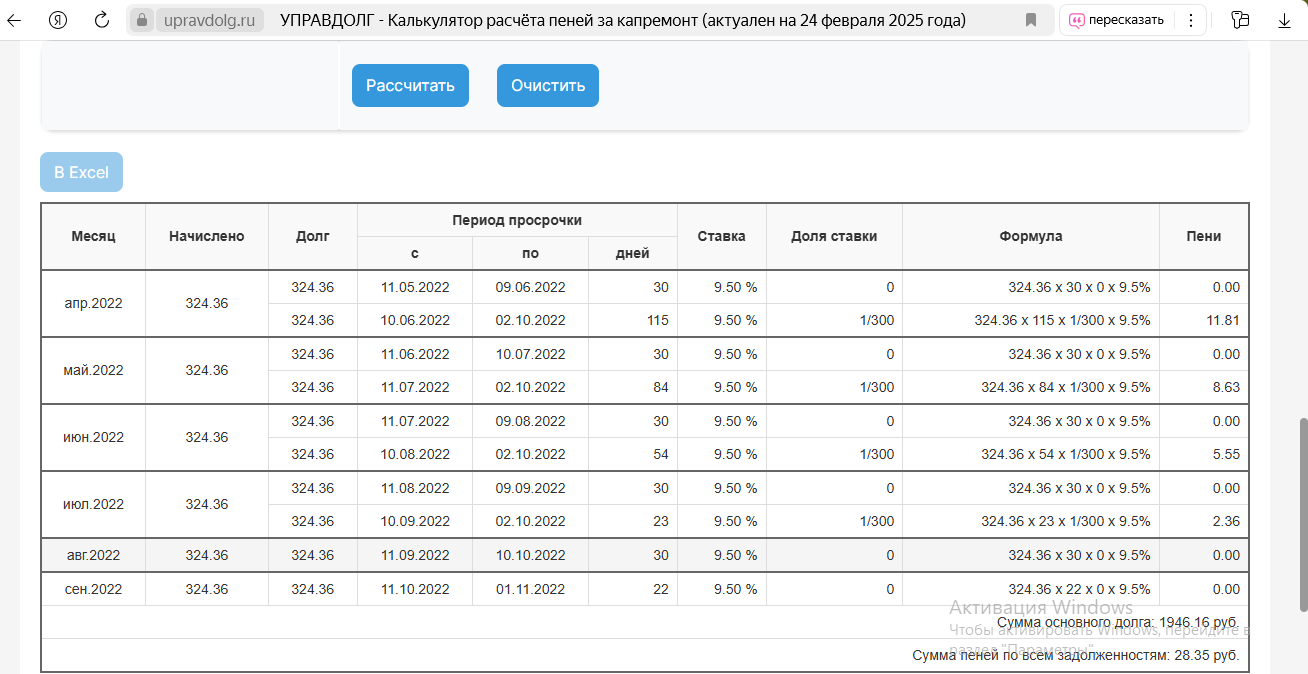 upravdolg.ru УПРАВДОЛГ - Калькулятор расчёта пеней за капремонт (актуален на 24 февраля 2025 года) пересказать
Рассчитать Очистить
В Excel
Месяц Начислено Долг Период просрочки Ставка Доля ставки Формула Пени
с по дней
апр.2022 324.36 324.36 11.05.2022 09.06.2022 30 9.50 % 0 324.36 x 30 x 0 x 9.5% 0.00
324.36 10.06.2022 02.10.2022 115 9.50 % 1/300 324.36 x 115 x 1/300 x 9.5% 11.81
май.2022 324.36 324.36 11.06.2022 10.07.2022 30 9.50 % 0 324.36 x 30 x 0 x 9.5% 0.00
324.36 11.07.2022 02.10.2022 84 9.50 % 1/300 324.36 x 84 x 1/300 x 9.5% 8.63
июн.2022 324.36 324.36 11.07.2022 09.08.2022 30 9.50 % 0 324.36 x 30 x 0 x 9.5% 0.00
324.36 10.08.2022 02.10.2022 54 9.50 % 1/300 324.36 x 54 x 1/300 x 9.5% 5.55
июл.2022 324.36 324.36 11.08.2022 09.09.2022 30 9.50 % 0 324.36 x 30 x 0 x 9.5% 0.00
324.36 10.09.2022 02.10.2022 23 9.50 % 1/300 324.36 x 23 x 1/300 x 9.5% 2.36
авг.2022 324.36 324.36 11.09.2022 10.10.2022 30 9.50 % 0 324.36 x 30 x 0 x 9.5% 0.00
сен.2022 324.36 324.36 11.10.2022 01.11.2022 22 9.50 % 0 324.36 x 22 x 0 x 9.5% 0.00
Активация Windows
Сумма основного долга: 1946.16 руб.
Чтобы активировать Windows, перейдите в
раздел "Параметры".
Сумма пеней по всем задолженностям: 28.35 руб.